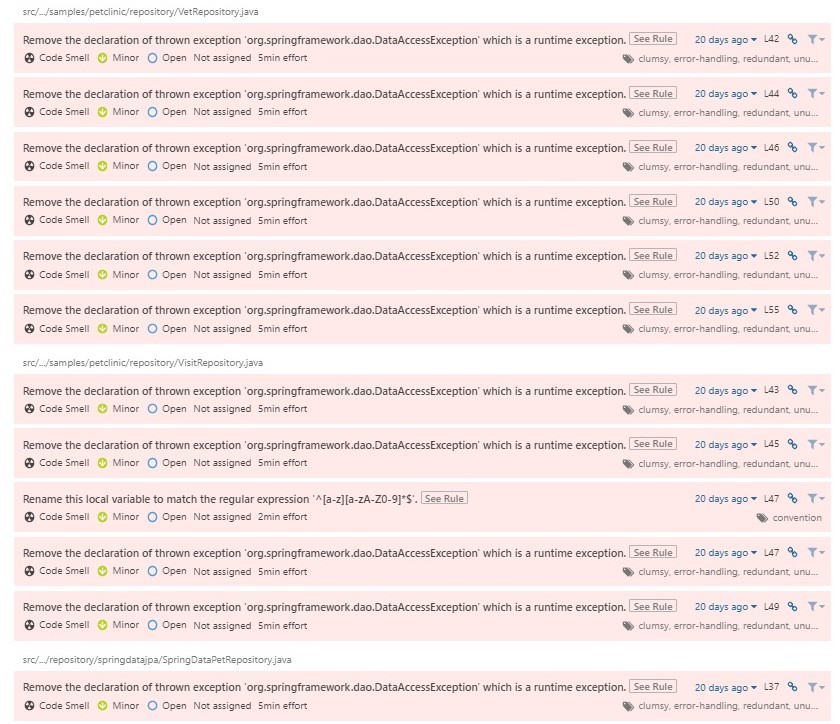 src/.../samples/petclinic/repository/VetRepository.java
Remove the declaration of thrown exception 'org.springframework.dao.DataAccessException' which is a runtime exception. See Rule 20 days ago L42
Code Smell Minor Open Not assigned 5min effort clumsy, error-handling, redundant, unu...
Remove the declaration of thrown exception 'org.springframework.dao.DataAccessException' which is a runtime exception. See Rule 20 days ago L44
Code Smell Minor Open Not assigned 5min effort clumsy, error-handling, redundant, unu...
Remove the declaration of thrown exception 'org.springframework.dao.DataAccessException' which is a runtime exception. See Rule 20 days ago L46
Code Smell Minor Open Not assigned 5min effort clumsy, error-handling, redundant, unu...
Remove the declaration of thrown exception 'org.springframework.dao.DataAccessException' which is a runtime exception. See Rule 20 days ago L50
Code Smell Minor Open Not assigned 5min effort clumsy, error-handling, redundant, unu...
Remove the declaration of thrown exception 'org.springframework.dao.DataAccessException' which is a runtime exception. See Rule 20 days ago L52
Code Smell Minor Open Not assigned 5min effort clumsy, error-handling, redundant, unu...
Remove the declaration of thrown exception 'org.springframework.dao.DataAccessException' which is a runtime exception. See Rule 20 days ago L55
Code Smell Minor Open Not assigned 5min effort clumsy, error-handling, redundant, unu...
src/.../samples/petclinic/repository/VisitRepository.java
Remove the declaration of thrown exception 'org.springframework.dao.DataAccessException' which is a runtime exception. See Rule 20 days ago L43
Code Smell Minor Open Not assigned 5min effort clumsy, error-handling, redundant, unu...
Remove the declaration of thrown exception 'org.springframework.dao.DataAccessException' which is a runtime exception. See Rule 20 days ago L45
Code Smell Minor Open Not assigned 5min effort clumsy, error-handling, redundant, unu...
Rename this local variable to match the regular expression '^[a-z][a-zA-Z0-9]*$'. See Rule 20 days ago L47
Code Smell Minor Open Not assigned 2min effort convention
Remove the declaration of thrown exception 'org.springframework.dao.DataAccessException' which is a runtime exception. See Rule 20 days ago L47
Code Smell Minor Open Not assigned 5min effort clumsy, error-handling, redundant, unu...
Remove the declaration of thrown exception 'org.springframework.dao.DataAccessException' which is a runtime exception. See Rule 20 days ago L49
Code Smell Minor Open Not assigned 5min effort clumsy, error-handling, redundant, unu...
src/.../repository/springdatajpa/SpringDataPetRepository.java
Remove the declaration of thrown exception 'org.springframework.dao.DataAccessException' which is a runtime exception. See Rule 20 days ago L37
Code Smell Minor Open Not assigned 5min effort clumsy, error-handling, redundant, unu...